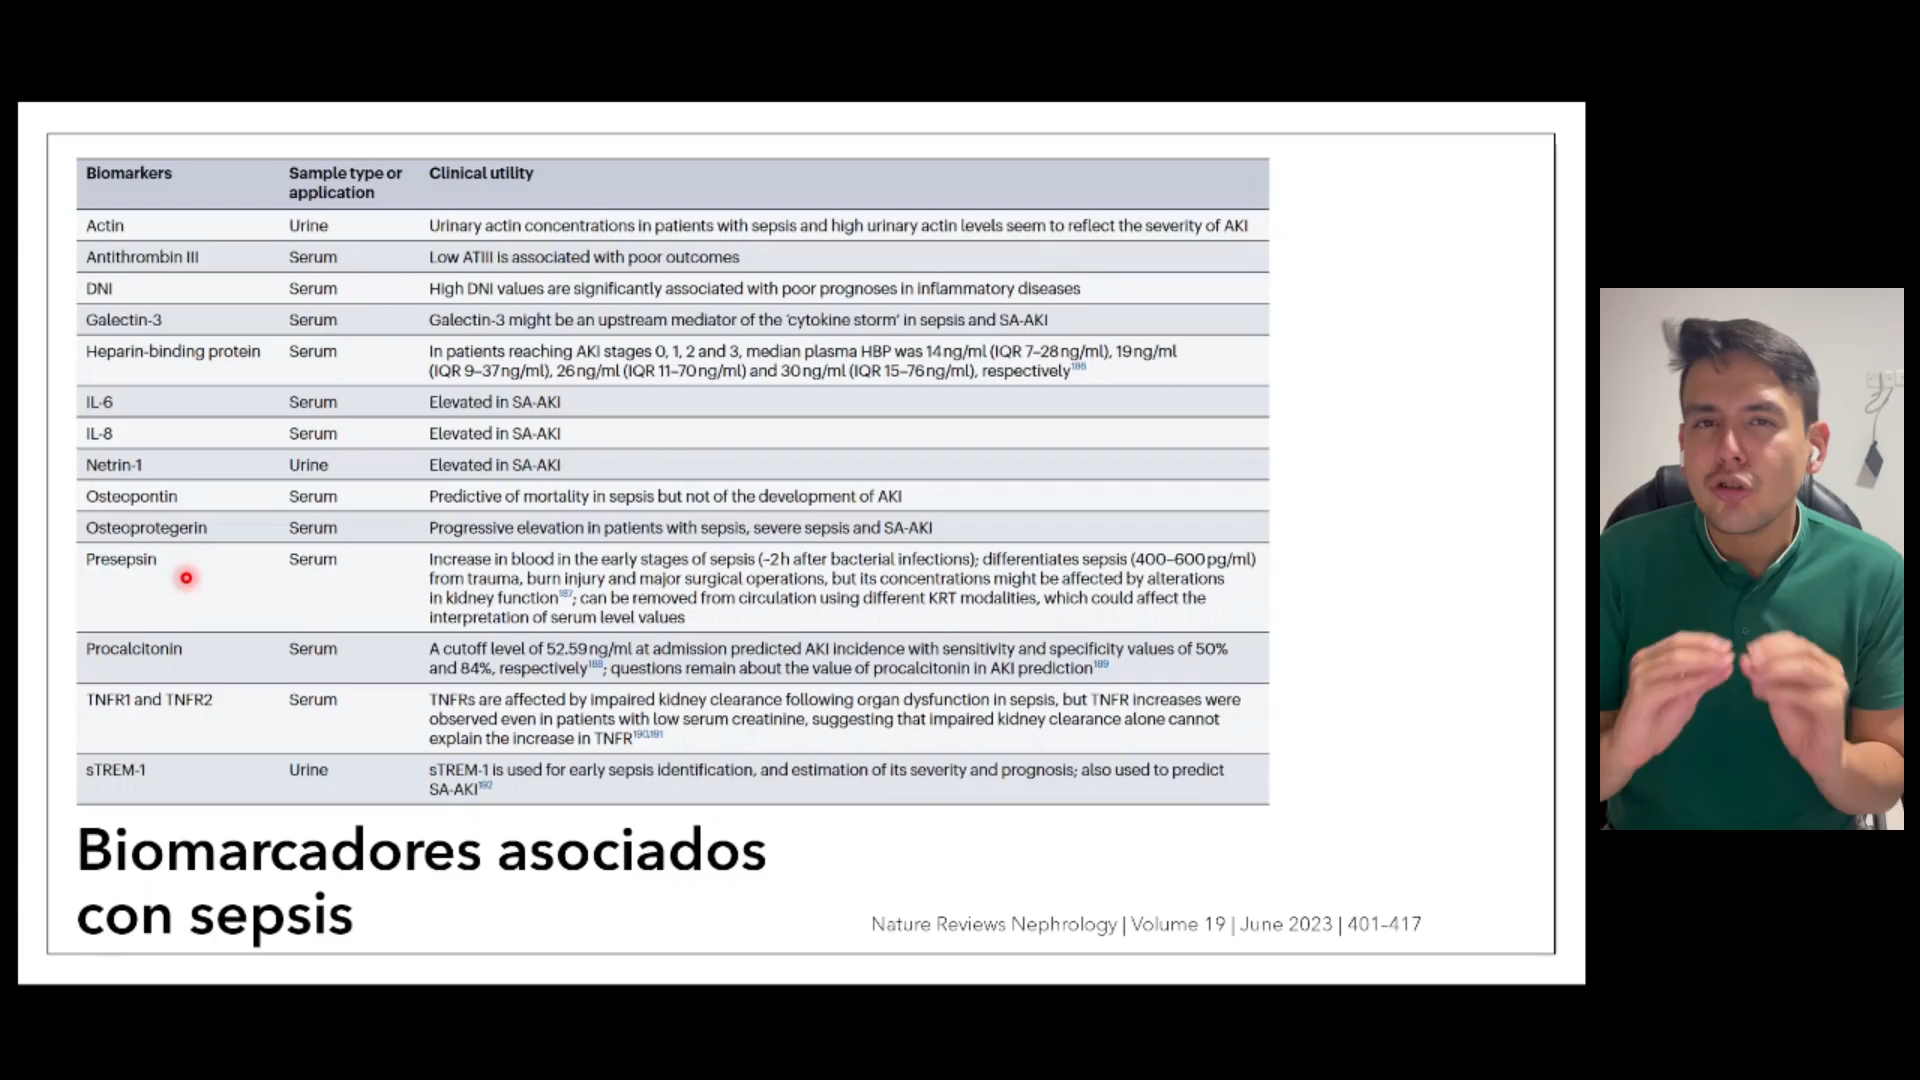 Biomarkers Sample type or Clinical utility
application
Actin Urine Urinary actin concentrations in patients with sepsis and high urinary actin levels seem to reflect the severity of AKI
Antithrombin III Serum Low ATIII is associated with poor outcomes
DNI Serum High DNI values are significantly associated with poor prognoses in inflammatory diseases
Galectin-3 Serum Galectin-3 might be an upstream mediator of the 'cytokine storm' in sepsis and SA-AKI
Heparin-binding protein Serum In patients reaching AKI stages 0, 1, 2 and 3, median plasma HBP was 14 ng/ml (IQR 7–28 ng/ml), 19 ng/ml
(IQR 9–37 ng/ml), 26 ng/ml (IQR 11–70 ng/ml) and 30 ng/ml (IQR 15–76 ng/ml), respectively186
IL-6 Serum Elevated in SA-AKI
IL-8 Serum Elevated in SA-AKI
Netrin-1 Urine Elevated in SA-AKI
Osteopontin Serum Predictive of mortality in sepsis but not of the development of AKI
Osteoprotegerin Serum Progressive elevation in patients with sepsis, severe sepsis and SA-AKI
Presepsin Serum Increase in blood in the early stages of sepsis (~2 h after bacterial infections); differentiates sepsis (400–600 pg/ml)
from trauma, burn injury and major surgical operations, but its concentrations might be affected by alterations
in kidney function187; can be removed from circulation using different KRT modalities, which could affect the
interpretation of serum level values
Procalcitonin Serum A cutoff level of 52.59 ng/ml at admission predicted AKI incidence with sensitivity and specificity values of 50%
and 84%, respectively188; questions remain about the value of procalcitonin in AKI prediction189
TNFR1 and TNFR2 Serum TNFRs are affected by impaired kidney clearance following organ dysfunction in sepsis, but TNFR increases were
observed even in patients with low serum creatinine, suggesting that impaired kidney clearance alone cannot
explain the increase in TNFR190,191
sTREM-1 Urine sTREM-1 is used for early sepsis identification, and estimation of its severity and prognosis; also used to predict
SA-AKI192
Biomarcadores asociados
con sepsis
Nature Reviews Nephrology | Volume 19 | June 2023 | 401–417